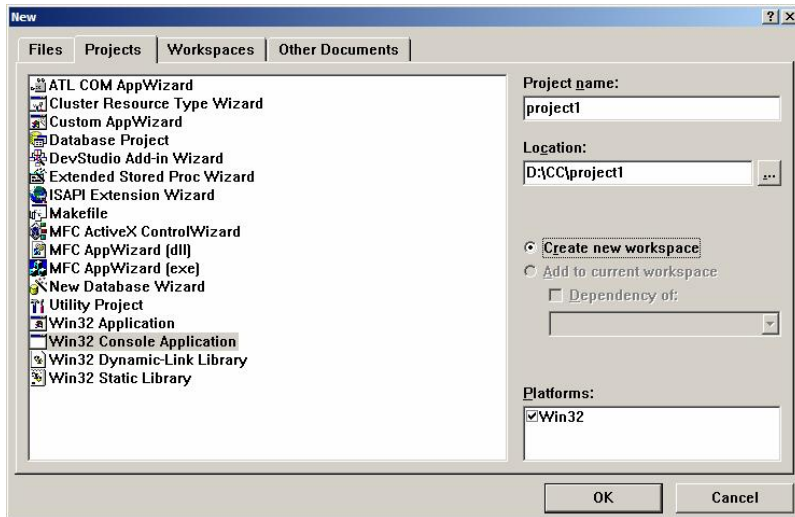 New
Files
Projects
Workspaces
Other Documents
ATL COM AppWizard
Cluster Resource Type Wizard
Custom AppWizard
Database Project
DevStudio Add-in Wizard
Extended Stored Proc Wizard
ISAPI Extension Wizard
Makefile
MFC ActiveX ControlWizard
MFC AppWizard (dll)
MFC AppWizard (exe)
New Database Wizard
Utility Project
Win32 Application
Win32 Console Application
Win32 Dynamic-Link Library
Win32 Static Library
Project name:
project1
Location:
D:\CC\project1
...
Create new workspace
Add to current workspace
Dependency of:
Platforms:
Win32
OK
Cancel